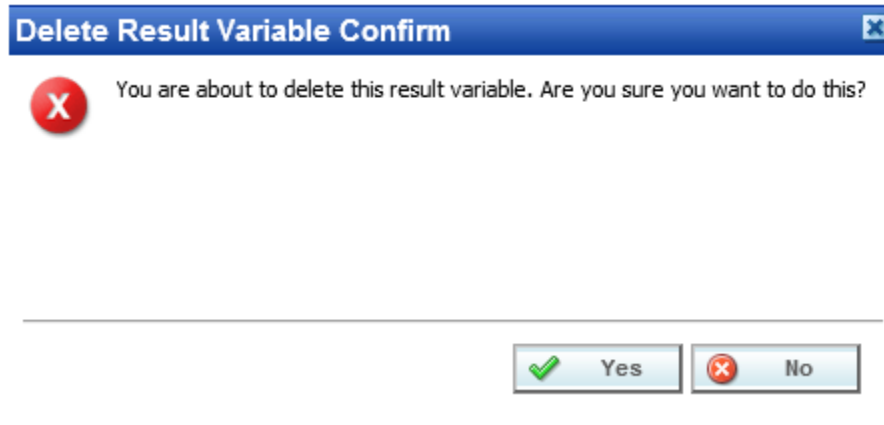 Delete Result Variable Confirm
You are about to delete this result variable. Are you sure you want to do this?
Yes
No